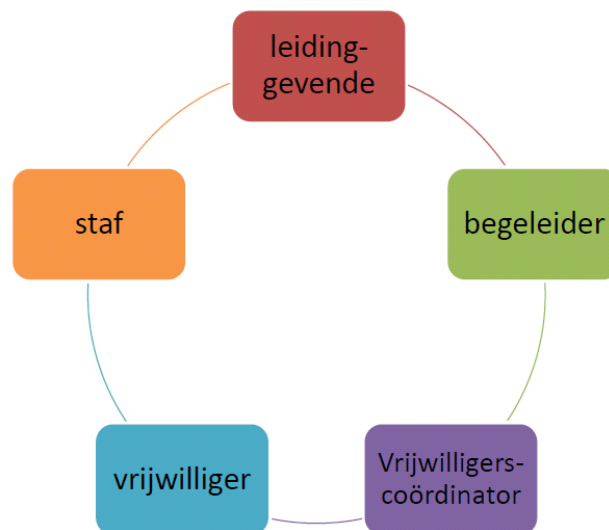 leiding-
gevende
staf
begeleider
vrijwilliger
Vrijwilligers-
coördinator